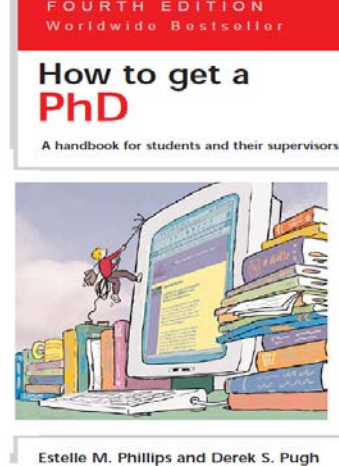 FOURTH EDITION
Worldwide Bestseller
How to get a
PhD
A handbook for students and their supervisors
Estelle M. Phillips and Derek S. Pugh